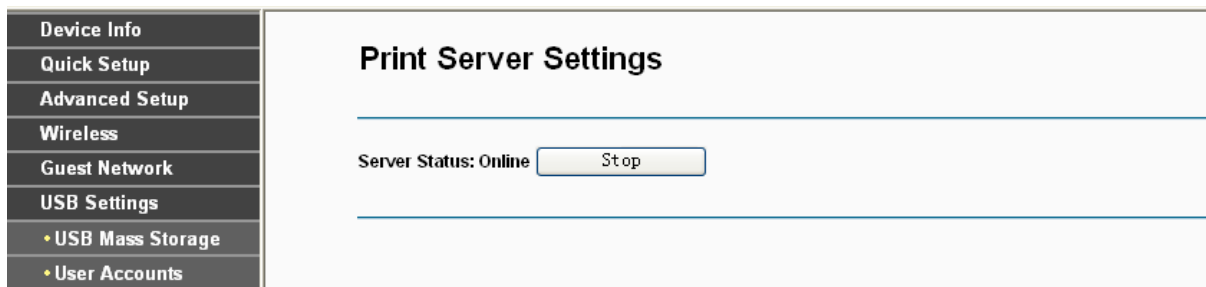 Device Info
Quick Setup
Advanced Setup
Wireless
Guest Network
USB Settings
• USB Mass Storage
• User Accounts
Print Server Settings
Server Status: Online Stop